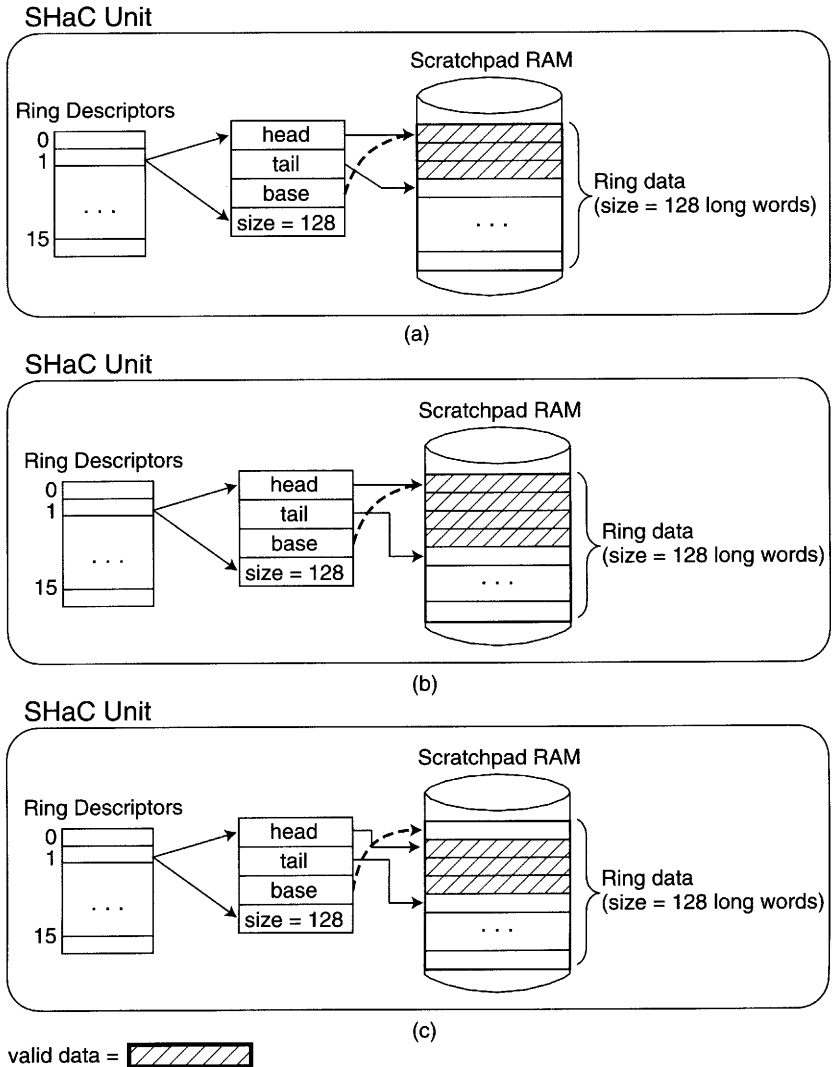 SHaC Unit
Scratchpad RAM
Ring Descriptors
0
1
. . .
15
head
tail
base
size = 128
. . .
Ring data
(size = 128 long words)
(a)
SHaC Unit
Scratchpad RAM
Ring Descriptors
0
1
. . .
15
head
tail
base
size = 128
. . .
Ring data
(size = 128 long words)
(b)
SHaC Unit
Scratchpad RAM
Ring Descriptors
0
1
. . .
15
head
tail
base
size = 128
. . .
Ring data
(size = 128 long words)
(c)
valid data =